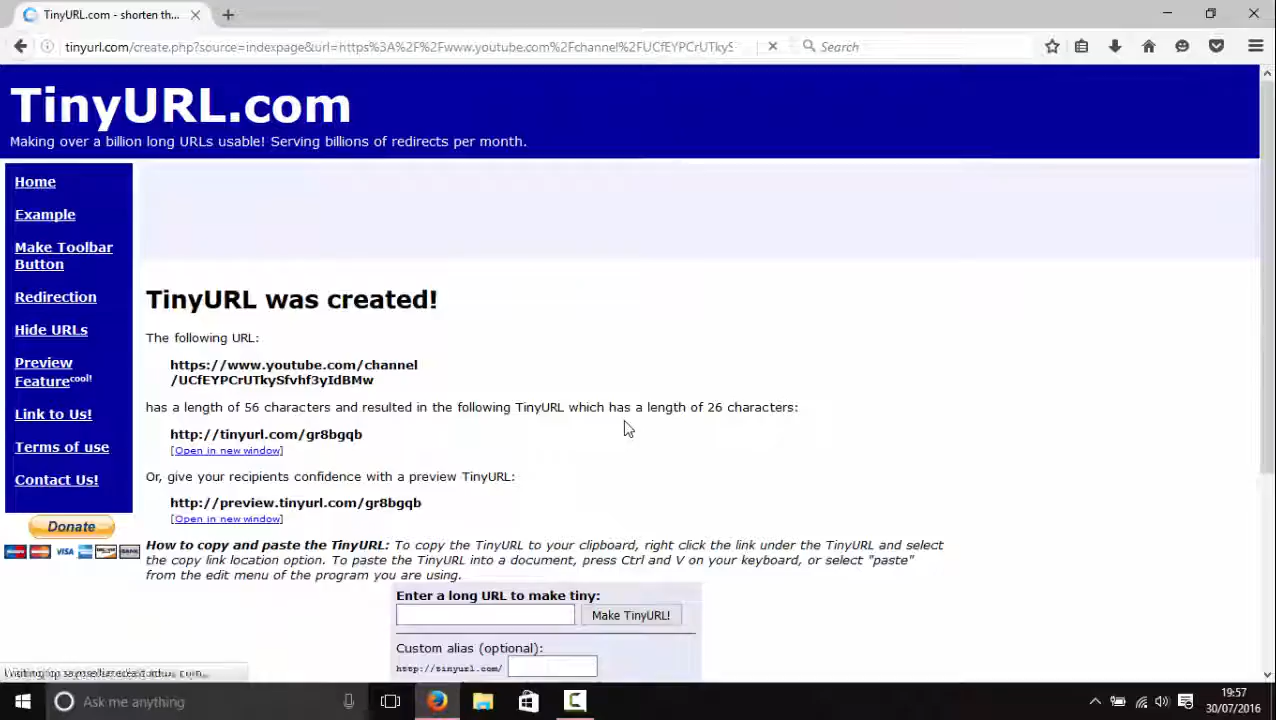 TinyURL.com - shorten th...
tinyurl.com/create.php?source=indexpage&url=https%3A%2F%2Fwww.youtube.com%2Fchannel%2FUCfEYPCrUTkyS
Search
TinyURL.com
Making over a billion long URLs usable! Serving billions of redirects per month.
Home
Example
Make Toolbar
Button
Redirection
Hide URLs
Preview
Feature cool!
Link to Us!
Terms of use
Contact Us!
Donate
VISA
TinyURL was created!
The following URL:
https://www.youtube.com/channel
/UCfEYPCrUTkySfvhf3yIdBMw
has a length of 56 characters and resulted in the following TinyURL which has a length of 26 characters:
http://tinyurl.com/gr8bgqb
[Open in new window]
Or, give your recipients confidence with a preview TinyURL:
http://preview.tinyurl.com/gr8bgqb
[Open in new window]
How to copy and paste the TinyURL: To copy the TinyURL to your clipboard, right click the link under the TinyURL and select
the copy link location option. To paste the TinyURL into a document, press Ctrl and V on your keyboard, or select "paste"
from the edit menu of the program you are using.
Enter a long URL to make tiny:
Make TinyURL!
Custom alias (optional):
http://tinyurl.com/
Ask me anything
19:57
30/07/2016